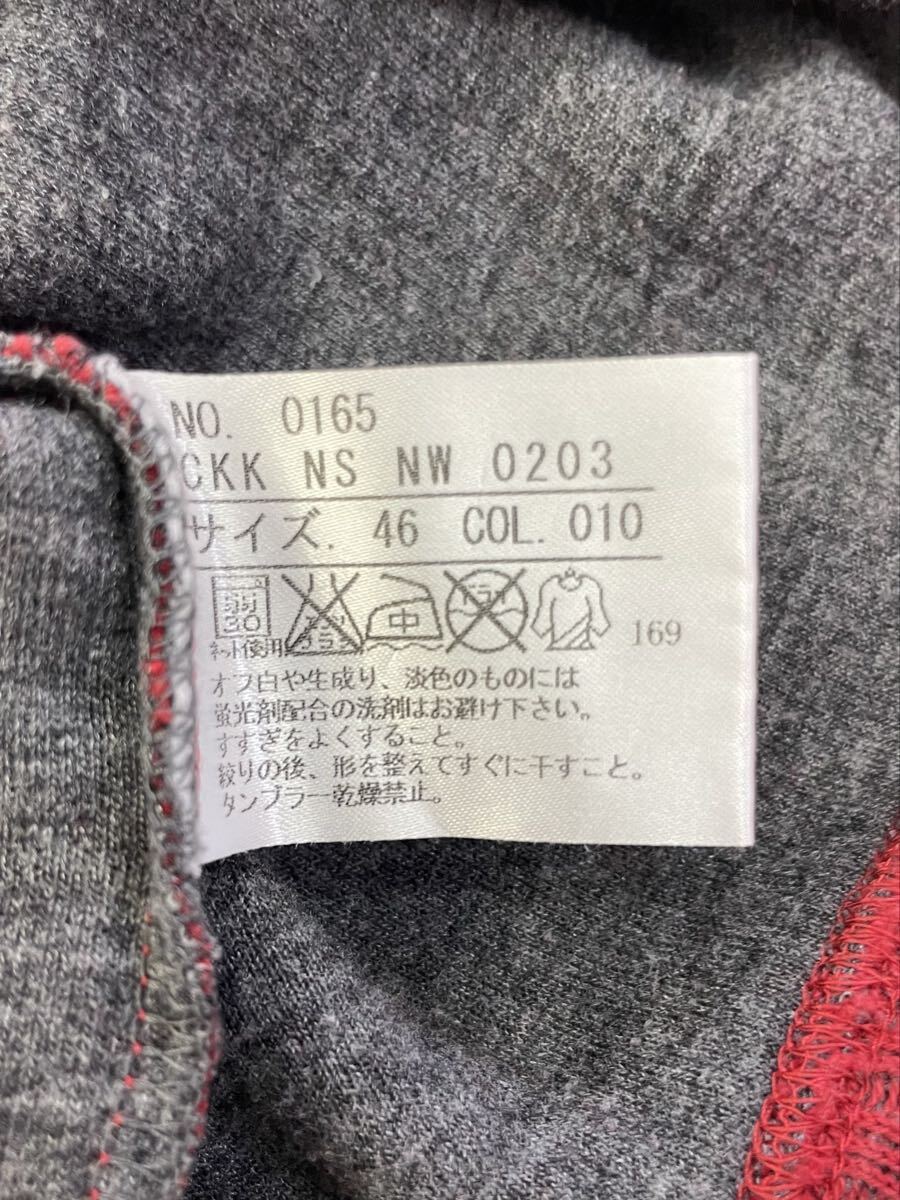 NO. 0165
CKK NS NW 0203
サイズ. 46 COL. 010
弱 30 中 ドライ 169
ネット使用
オフ白や生成り、淡色のものには
蛍光剤配合の洗剤はお避け下さい。
すすぎをよくすること。
絞りの後、形を整えてすぐに干すこと。
タンブラー乾燥禁止。